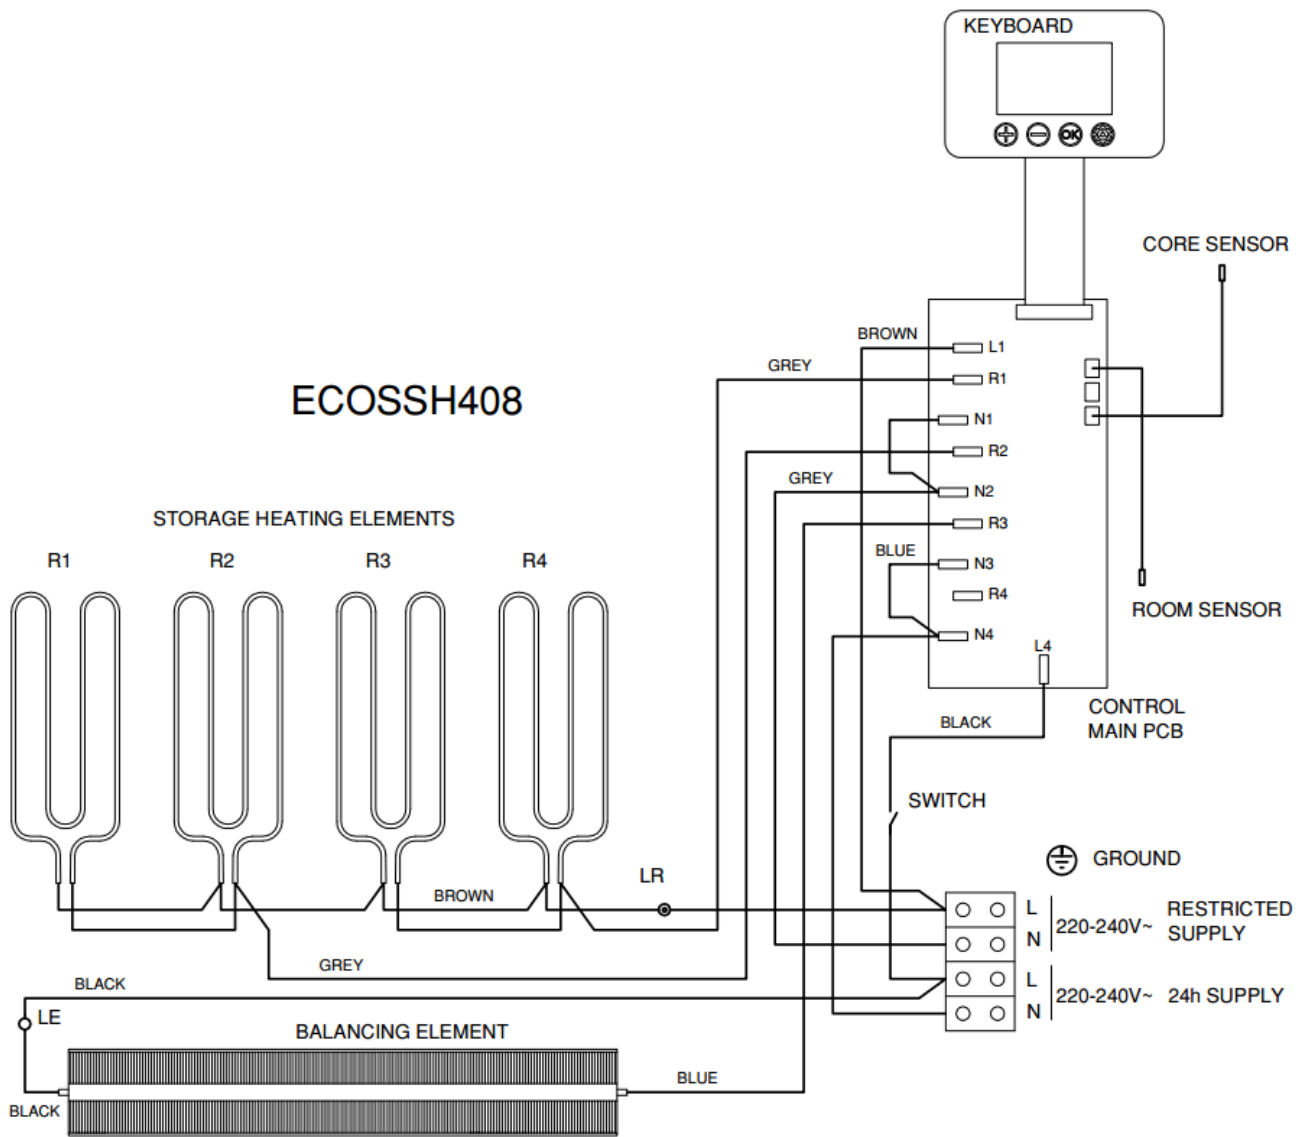 KEYBOARD
OK
CORE SENSOR
BROWN
L1
GREY
R1
ECOSSH408
N1
R2
GREY
N2
STORAGE HEATING ELEMENTS
R3
R1
R2
R3
R4
BLUE
N3
R4
ROOM SENSOR
N4
L4
CONTROL
MAIN PCB
BLACK
SWITCH
GROUND
LR
BROWN
L
N
220-240V~
RESTRICTED
SUPPLY
GREY
BLACK
L
N
220-240V~
24h SUPPLY
LE
BALANCING ELEMENT
BLUE
BLACK